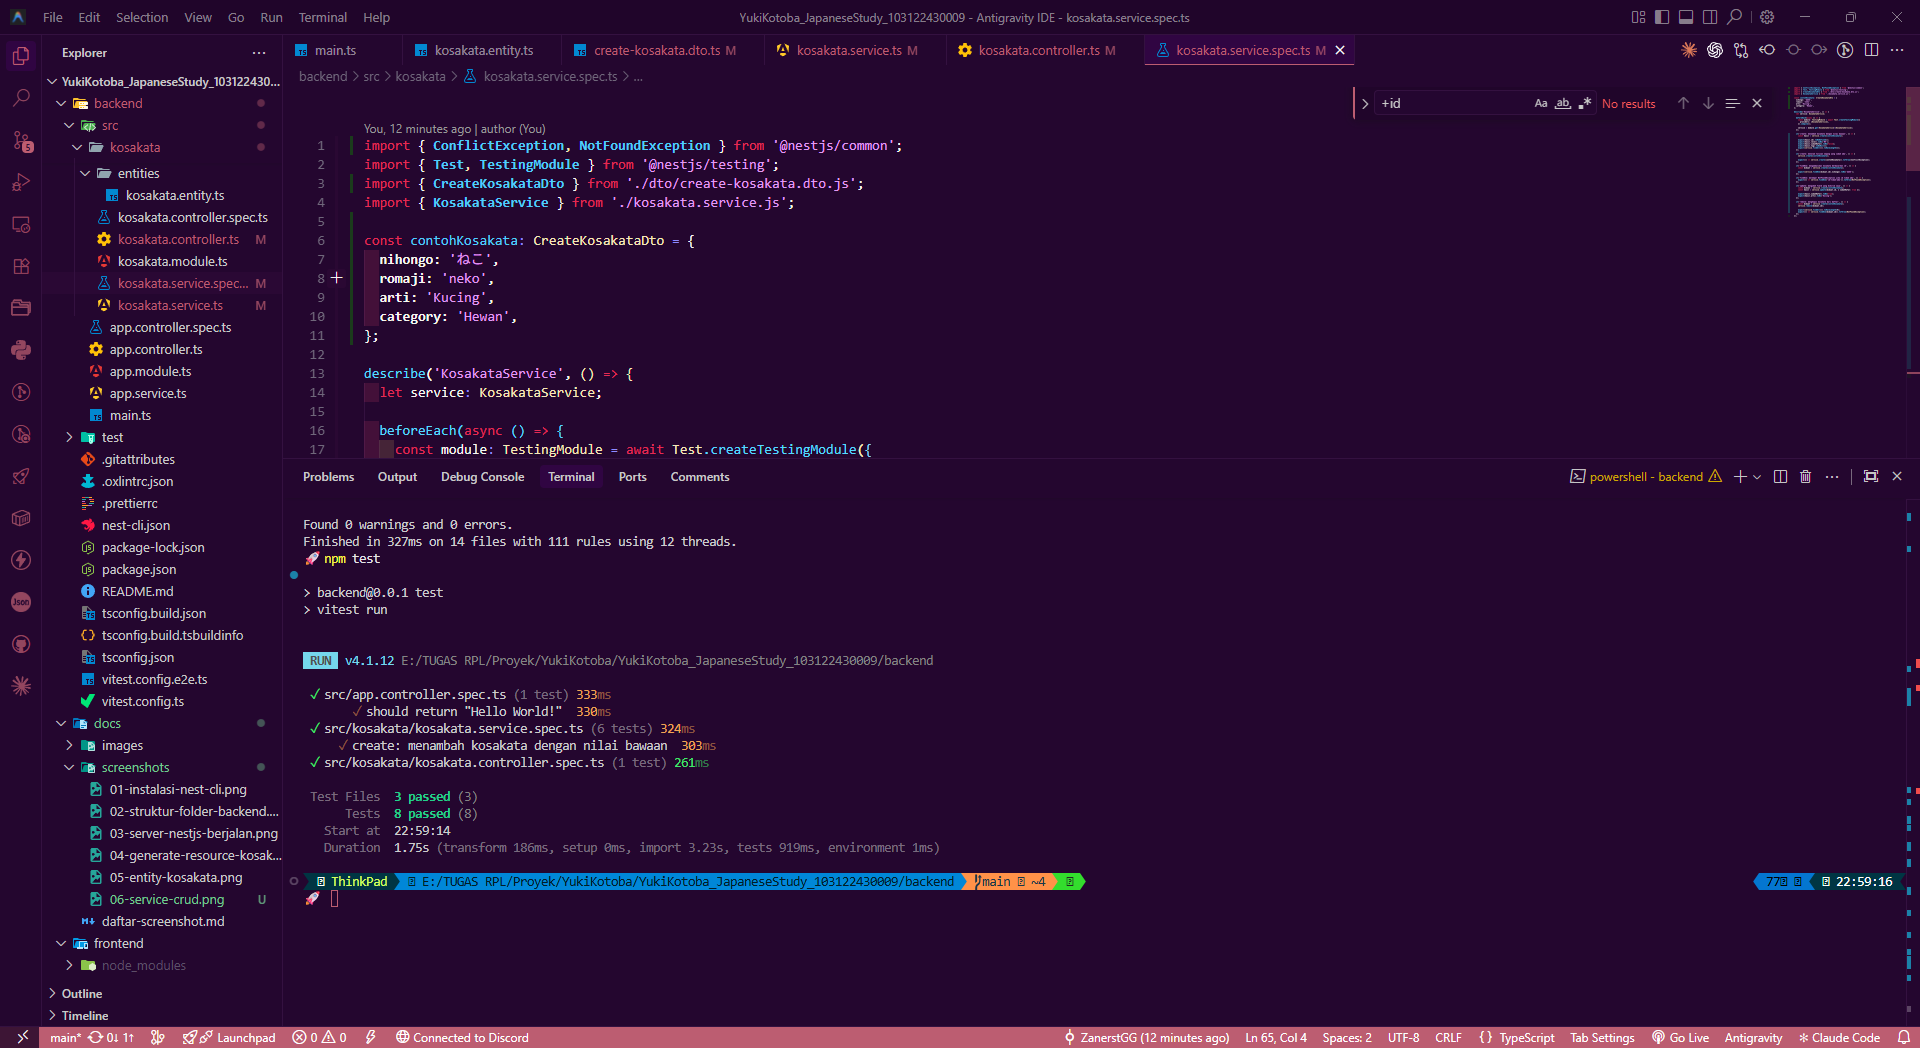 File Edit Selection View Go Run Terminal Help
YukiKotoba_JapaneseStudy_103122430009 - Antigravity IDE - kosakata.service.spec.ts
Explorer
main.ts
kosakata.entity.ts
create-kosakata.dto.ts M
kosakata.service.ts M
kosakata.controller.ts M
kosakata.service.spec.ts M
backend > src > kosakata > kosakata.service.spec.ts > ...
+id
No results
YukiKotoba_JapaneseStudy_103122430...
backend
src
kosakata
entities
kosakata.entity.ts
kosakata.controller.spec.ts
kosakata.controller.ts M
kosakata.module.ts
kosakata.service.spec... M
kosakata.service.ts M
app.controller.spec.ts
app.controller.ts
app.module.ts
app.service.ts
main.ts
test
.gitattributes
.oxlintrc.json
.prettierrc
nest-cli.json
package-lock.json
package.json
README.md
tsconfig.build.json
tsconfig.build.tsbuildinfo
tsconfig.json
vitest.config.e2e.ts
vitest.config.ts
docs
images
screenshots
01-instalasi-nest-cli.png
02-struktur-folder-backend....
03-server-nestjs-berjalan.png
04-generate-resource-kosak...
05-entity-kosakata.png
06-service-crud.png U
daftar-screenshot.md
frontend
node_modules
Outline
Timeline
You, 12 minutes ago | author (You)
1 import { ConflictException, NotFoundException } from '@nestjs/common';
2 import { Test, TestingModule } from '@nestjs/testing';
3 import { CreateKosakataDto } from './dto/create-kosakata.dto.js';
4 import { KosakataService } from './kosakata.service.js';
5
6 const contohKosakata: CreateKosakataDto = {
7 nihongo: 'ねこ',
8 romaji: 'neko',
9 arti: 'Kucing',
10 category: 'Hewan',
11 };
12
13 describe('KosakataService', () => {
14 let service: KosakataService;
15
16 beforeEach(async () => {
17 const module: TestingModule = await Test.createTestingModule({
Problems Output Debug Console Terminal Ports Comments
powershell - backend
Found 0 warnings and 0 errors.
Finished in 327ms on 14 files with 111 rules using 12 threads.
🚀 npm test
> backend@0.0.1 test
> vitest run
RUN v4.1.12 E:/TUGAS RPL/Proyek/YukiKotoba/YukiKotoba_JapaneseStudy_103122430009/backend
✓ src/app.controller.spec.ts (1 test) 333ms
✓ should return "Hello World!" 330ms
✓ src/kosakata/kosakata.service.spec.ts (6 tests) 324ms
✓ create: menambah kosakata dengan nilai bawaan 303ms
✓ src/kosakata/kosakata.controller.spec.ts (1 test) 261ms
Test Files 3 passed (3)
Tests 8 passed (8)
Start at 22:59:14
Duration 1.75s (transform 186ms, setup 0ms, import 3.23s, tests 919ms, environment 1ms)
ThinkPad E:/TUGAS RPL/Proyek/YukiKotoba/YukiKotoba_JapaneseStudy_103122430009/backend main ~4
77 22:59:16
main* 0↓ 1↑ Launchpad 0 0 Connected to Discord
ZanerstGG (12 minutes ago) Ln 65, Col 4 Spaces: 2 UTF-8 CRLF {} TypeScript Tab Settings Go Live Antigravity Claude Code